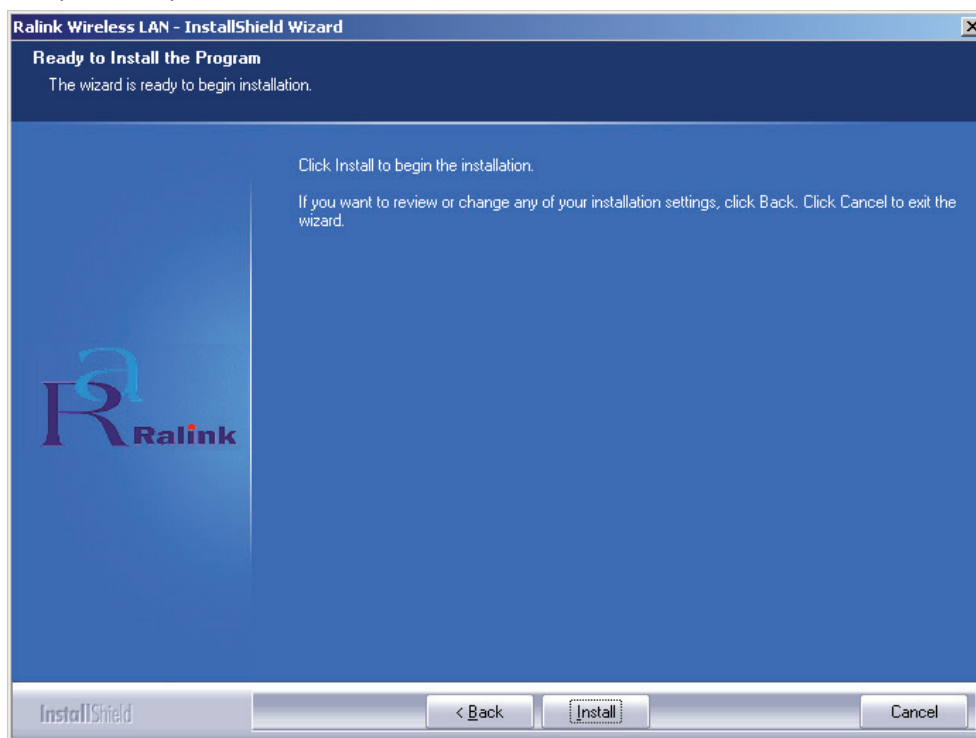 Ralink Wireless LAN - InstallShield Wizard
Ready to Install the Program
The wizard is ready to begin installation.
Click Install to begin the installation.
If you want to review or change any of your installation settings, click Back. Click Cancel to exit the
wizard.
Ra
Ralink
InstallShield
< Back
Install
Cancel